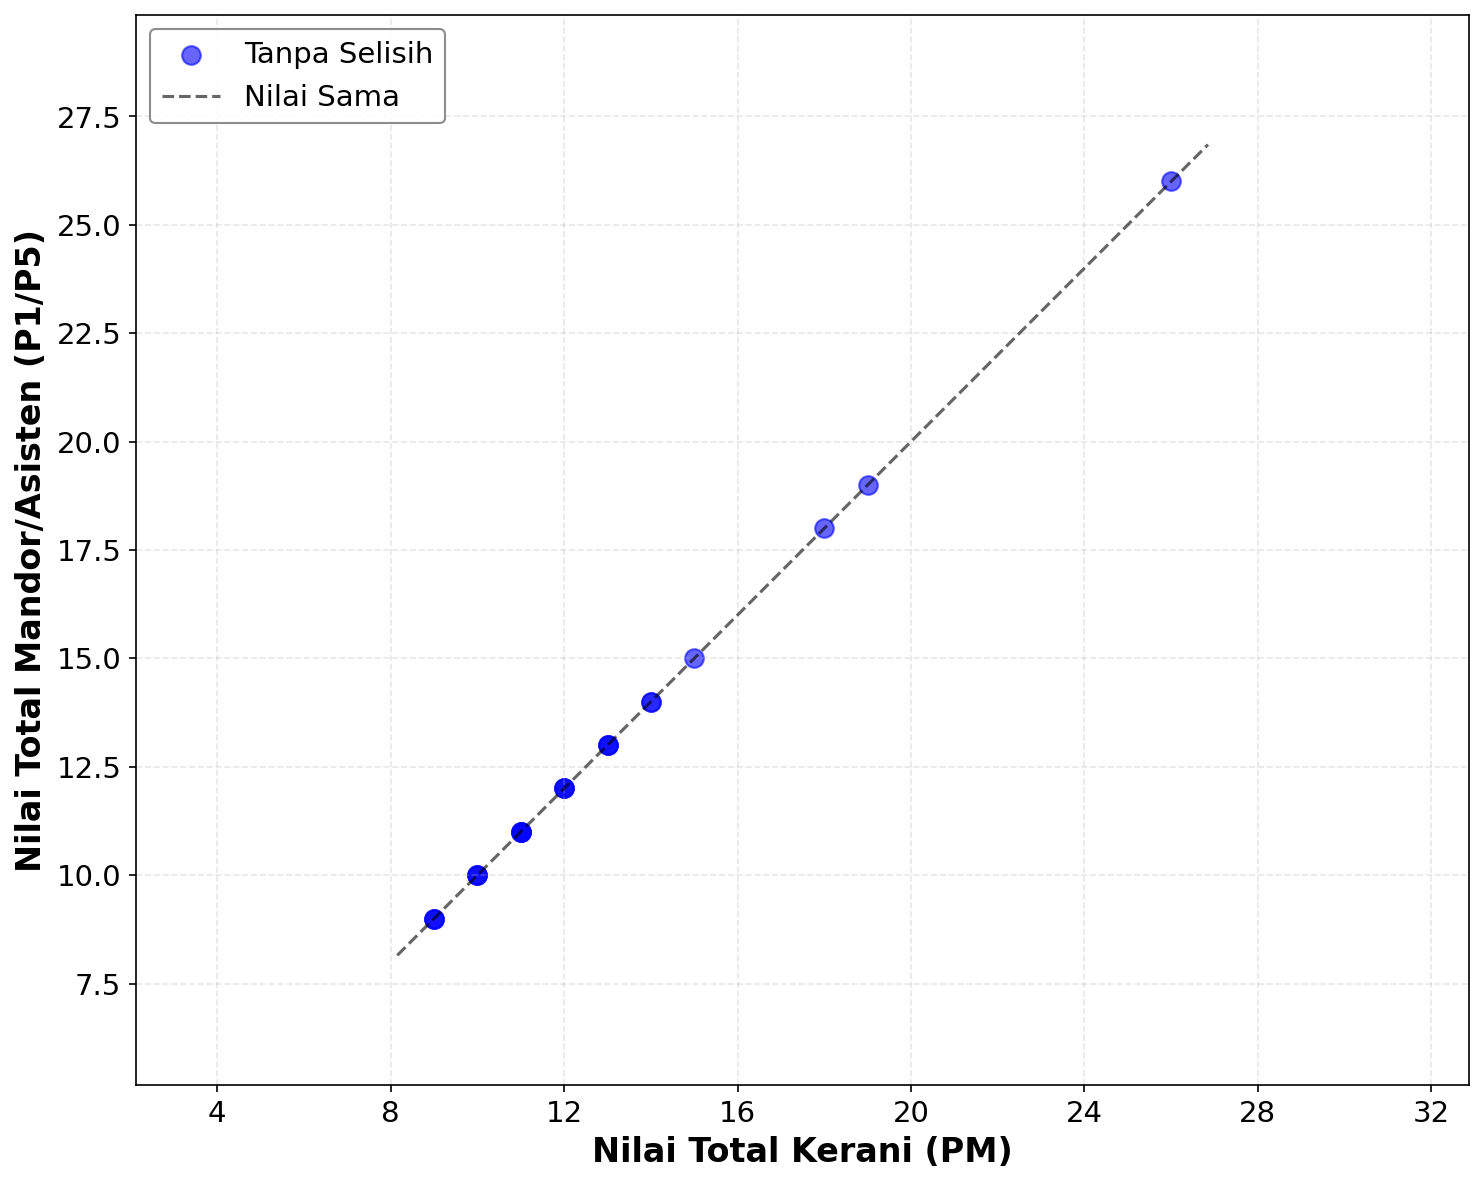 Tanpa Selisih
Nilai Sama
27.5
25.0
22.5
20.0
17.5
15.0
12.5
10.0
7.5
Nilai Total Mandor/Asisten (P1/P5)
4 8 12 16 20 24 28 32
Nilai Total Kerani (PM)